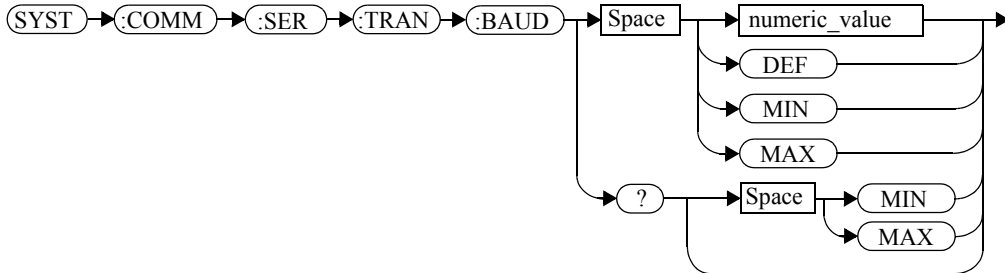 SYST :COMM :SER :TRAN :BAUD Space numeric_value
DEF
MIN
MAX
? Space MIN
MAX